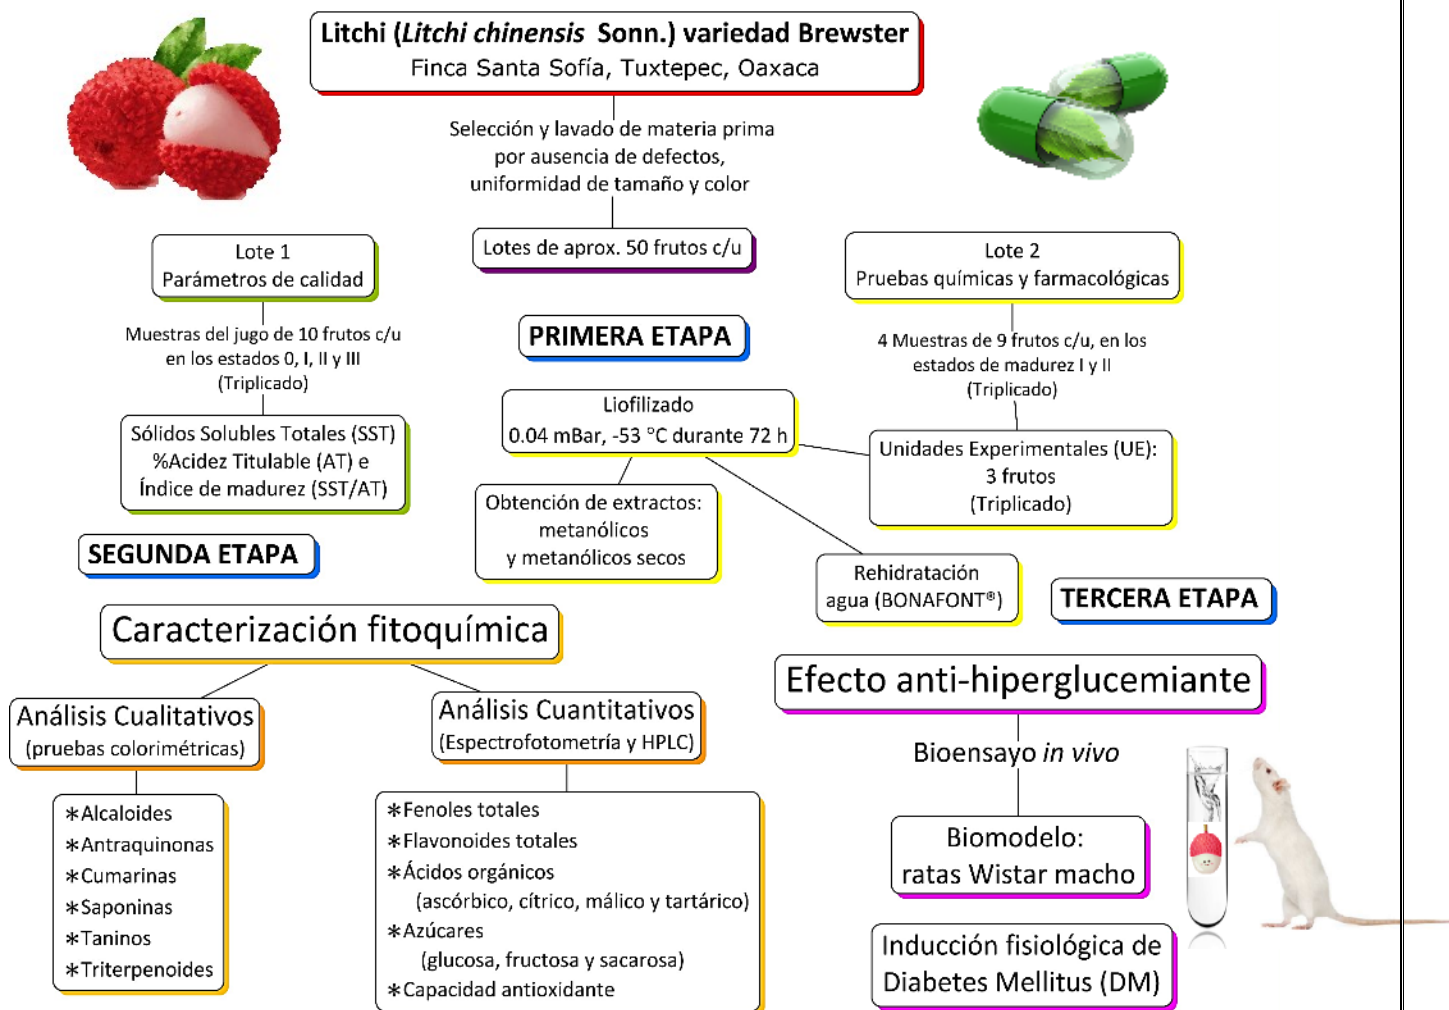 Litchi (Litchi chinensis Sonn.) variedad Brewster
Finca Santa Sofía, Tuxtepec, Oaxaca
Selección y lavado de materia prima
por ausencia de defectos,
uniformidad de tamaño y color
Lotes de aprox. 50 frutos c/u
Lote 1
Parámetros de calidad
Muestras del jugo de 10 frutos c/u
en los estados 0, I, II y III
(Triplicado)
Sólidos Solubles Totales (SST)
%Acidez Titulable (AT) e
Índice de madurez (SST/AT)
Lote 2
Pruebas químicas y farmacológicas
4 Muestras de 9 frutos c/u, en los
estados de madurez I y II
(Triplicado)
Unidades Experimentales (UE):
3 frutos
(Triplicado)
PRIMERA ETAPA
Liofilizado
0.04 mBar, -53 °C durante 72 h
Obtención de extractos:
metanólicos
y metanólicos secos
Rehidratación
agua (BONAFONT®)
SEGUNDA ETAPA
Caracterización fitoquímica
Análisis Cualitativos
(pruebas colorimétricas)
∗Alcaloides
∗Antraquinonas
∗Cumarinas
∗Saponinas
∗Taninos
∗Triterpenoides
Análisis Cuantitativos
(Espectrofotometría y HPLC)
∗Fenoles totales
∗Flavonoides totales
∗Ácidos orgánicos
(ascórbico, cítrico, málico y tartárico)
∗Azúcares
(glucosa, fructosa y sacarosa)
∗Capacidad antioxidante
TERCERA ETAPA
Efecto anti-hiperglucemiante
Bioensayo in vivo
Biomodelo:
ratas Wistar macho
Inducción fisiológica de
Diabetes Mellitus (DM)